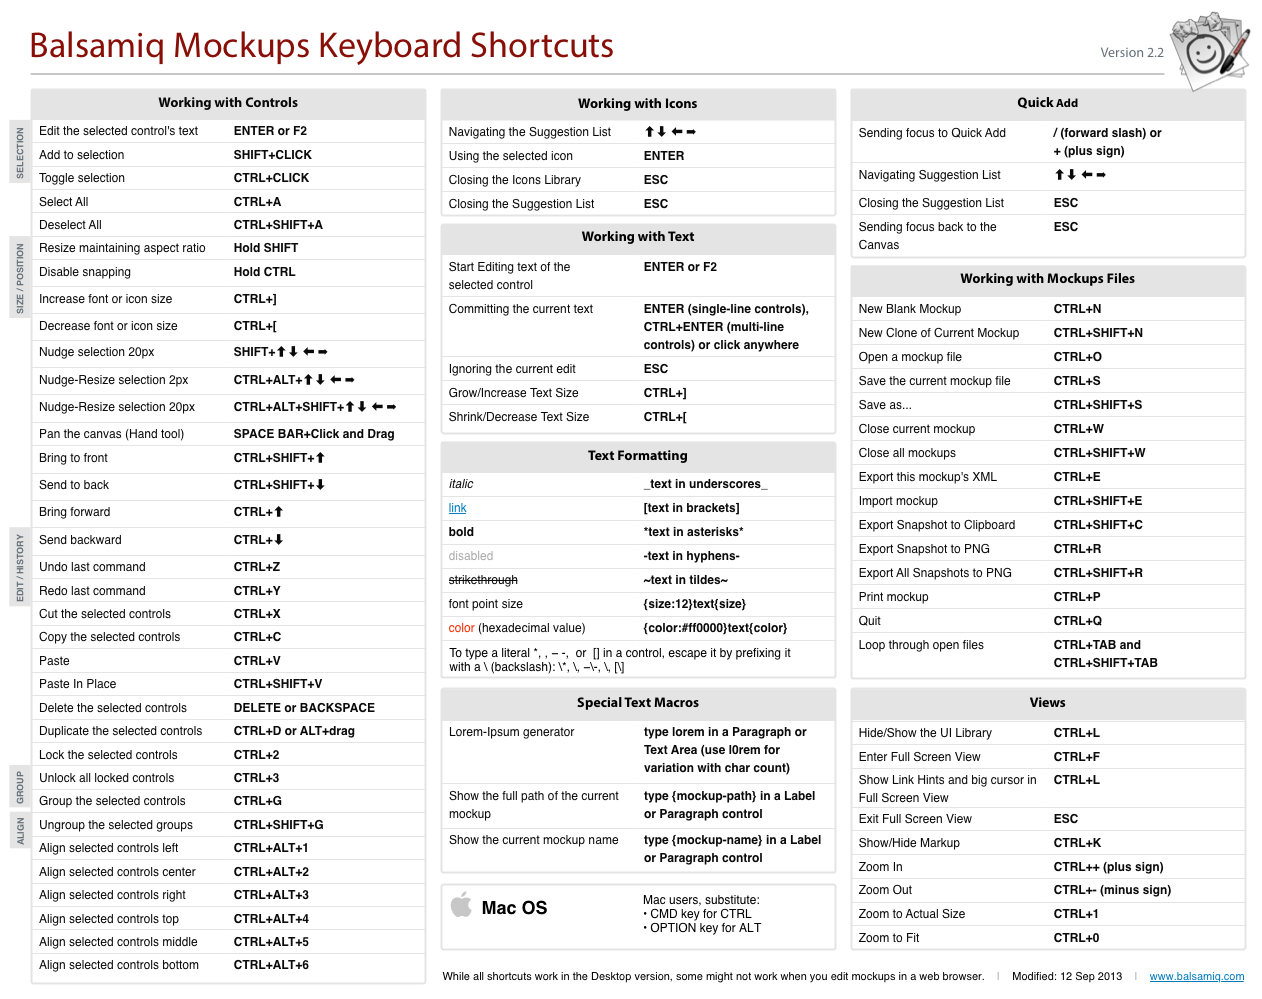 Balsamiq Mockups Keyboard Shortcuts
Version 2.2
Working with Controls
SELECTION
Edit the selected control's text ENTER or F2
Add to selection SHIFT+CLICK
Toggle selection CTRL+CLICK
Select All CTRL+A
Deselect All CTRL+SHIFT+A
SIZE / POSITION
Resize maintaining aspect ratio Hold SHIFT
Disable snapping Hold CTRL
Increase font or icon size CTRL+]
Decrease font or icon size CTRL+[
Nudge selection 20px SHIFT+⬆⬇ ⬅ ➡
Nudge-Resize selection 2px CTRL+ALT+⬆⬇ ⬅ ➡
Nudge-Resize selection 20px CTRL+ALT+SHIFT+⬆⬇ ⬅ ➡
Pan the canvas (Hand tool) SPACE BAR+Click and Drag
Bring to front CTRL+SHIFT+⬆
Send to back CTRL+SHIFT+⬇
Bring forward CTRL+⬆
Send backward CTRL+⬇
EDIT / HISTORY
Undo last command CTRL+Z
Redo last command CTRL+Y
Cut the selected controls CTRL+X
Copy the selected controls CTRL+C
Paste CTRL+V
Paste In Place CTRL+SHIFT+V
Delete the selected controls DELETE or BACKSPACE
Duplicate the selected controls CTRL+D or ALT+drag
Lock the selected controls CTRL+2
Unlock all locked controls CTRL+3
GROUP
Group the selected controls CTRL+G
Ungroup the selected groups CTRL+SHIFT+G
ALIGN
Align selected controls left CTRL+ALT+1
Align selected controls center CTRL+ALT+2
Align selected controls right CTRL+ALT+3
Align selected controls top CTRL+ALT+4
Align selected controls middle CTRL+ALT+5
Align selected controls bottom CTRL+ALT+6
Working with Icons
Navigating the Suggestion List ⬆⬇ ⬅ ➡
Using the selected icon ENTER
Closing the Icons Library ESC
Closing the Suggestion List ESC
Working with Text
Start Editing text of the ENTER or F2
selected control
Committing the current text ENTER (single-line controls),
CTRL+ENTER (multi-line
controls) or click anywhere
Ignoring the current edit ESC
Grow/Increase Text Size CTRL+]
Shrink/Decrease Text Size CTRL+[
Text Formatting
italic _text in underscores_
link [text in brackets]
bold *text in asterisks*
disabled -text in hyphens-
strikethrough ~text in tildes~
font point size {size:12}text{size}
color (hexadecimal value) {color:#ff0000}text{color}
To type a literal *, , – -, or [] in a control, escape it by prefixing it
with a \ (backslash): \*, \, –\-, \, [\]
Special Text Macros
Lorem-Ipsum generator type lorem in a Paragraph or
Text Area (use l0rem for
variation with char count)
Show the full path of the current type {mockup-path} in a Label
mockup or Paragraph control
Show the current mockup name type {mockup-name} in a Label
or Paragraph control
Mac OS
Mac users, substitute:
• CMD key for CTRL
• OPTION key for ALT
Quick Add
Sending focus to Quick Add / (forward slash) or
+ (plus sign)
Navigating Suggestion List ⬆⬇ ⬅ ➡
Closing the Suggestion List ESC
Sending focus back to the ESC
Canvas
Working with Mockups Files
New Blank Mockup CTRL+N
New Clone of Current Mockup CTRL+SHIFT+N
Open a mockup file CTRL+O
Save the current mockup file CTRL+S
Save as... CTRL+SHIFT+S
Close current mockup CTRL+W
Close all mockups CTRL+SHIFT+W
Export this mockup's XML CTRL+E
Import mockup CTRL+SHIFT+E
Export Snapshot to Clipboard CTRL+SHIFT+C
Export Snapshot to PNG CTRL+R
Export All Snapshots to PNG CTRL+SHIFT+R
Print mockup CTRL+P
Quit CTRL+Q
Loop through open files CTRL+TAB and
CTRL+SHIFT+TAB
Views
Hide/Show the UI Library CTRL+L
Enter Full Screen View CTRL+F
Show Link Hints and big cursor in CTRL+L
Full Screen View
Exit Full Screen View ESC
Show/Hide Markup CTRL+K
Zoom In CTRL++ (plus sign)
Zoom Out CTRL+- (minus sign)
Zoom to Actual Size CTRL+1
Zoom to Fit CTRL+0
While all shortcuts work in the Desktop version, some might not work when you edit mockups in a web browser. | Modified: 12 Sep 2013 | www.balsamiq.com